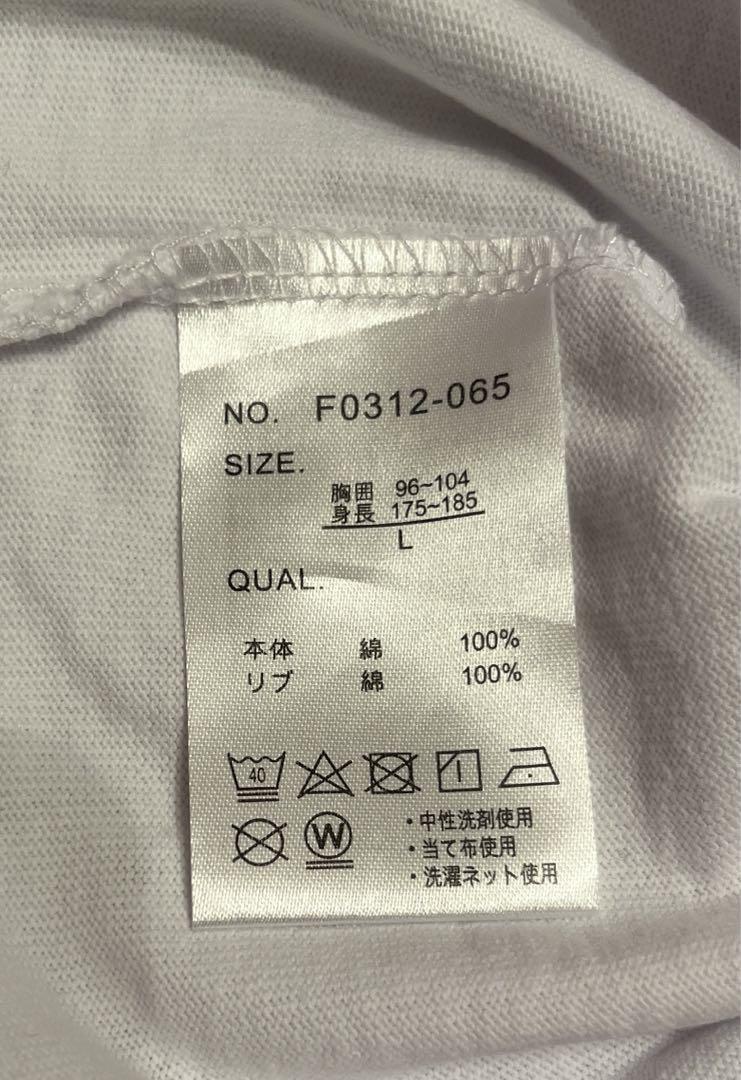 NO. F0312-065
SIZE.
胸囲 96~104
身長 175~185
L
QUAL.
本体 綿 100%
リブ 綿 100%
40
W
・中性洗剤使用
・当て布使用
・洗濯ネット使用